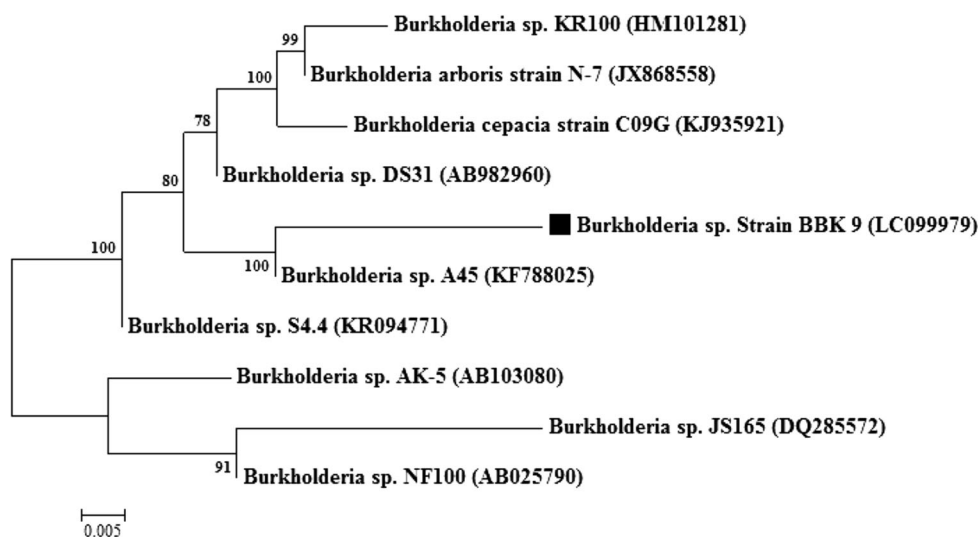 Burkholderia sp. KR100 (HM101281)
99
Burkholderia arboris strain N-7 (JX868558)
100
Burkholderia cepacia strain C09G (KJ935921)
78
Burkholderia sp. DS31 (AB982960)
80
Burkholderia sp. Strain BBK 9 (LC099979)
100
100
Burkholderia sp. A45 (KF788025)
Burkholderia sp. S4.4 (KR094771)
Burkholderia sp. AK-5 (AB103080)
Burkholderia sp. JS165 (DQ285572)
91
Burkholderia sp. NF100 (AB025790)
0.005